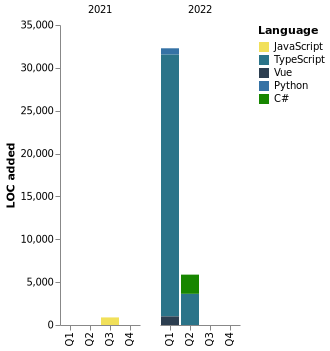 2021 2022
Language
JavaScript
TypeScript
Vue
Python
C#
LOC added
35,000
30,000
25,000
20,000
15,000
10,000
5,000
0
Q1 Q2 Q3 Q4 Q1 Q2 Q3 Q4